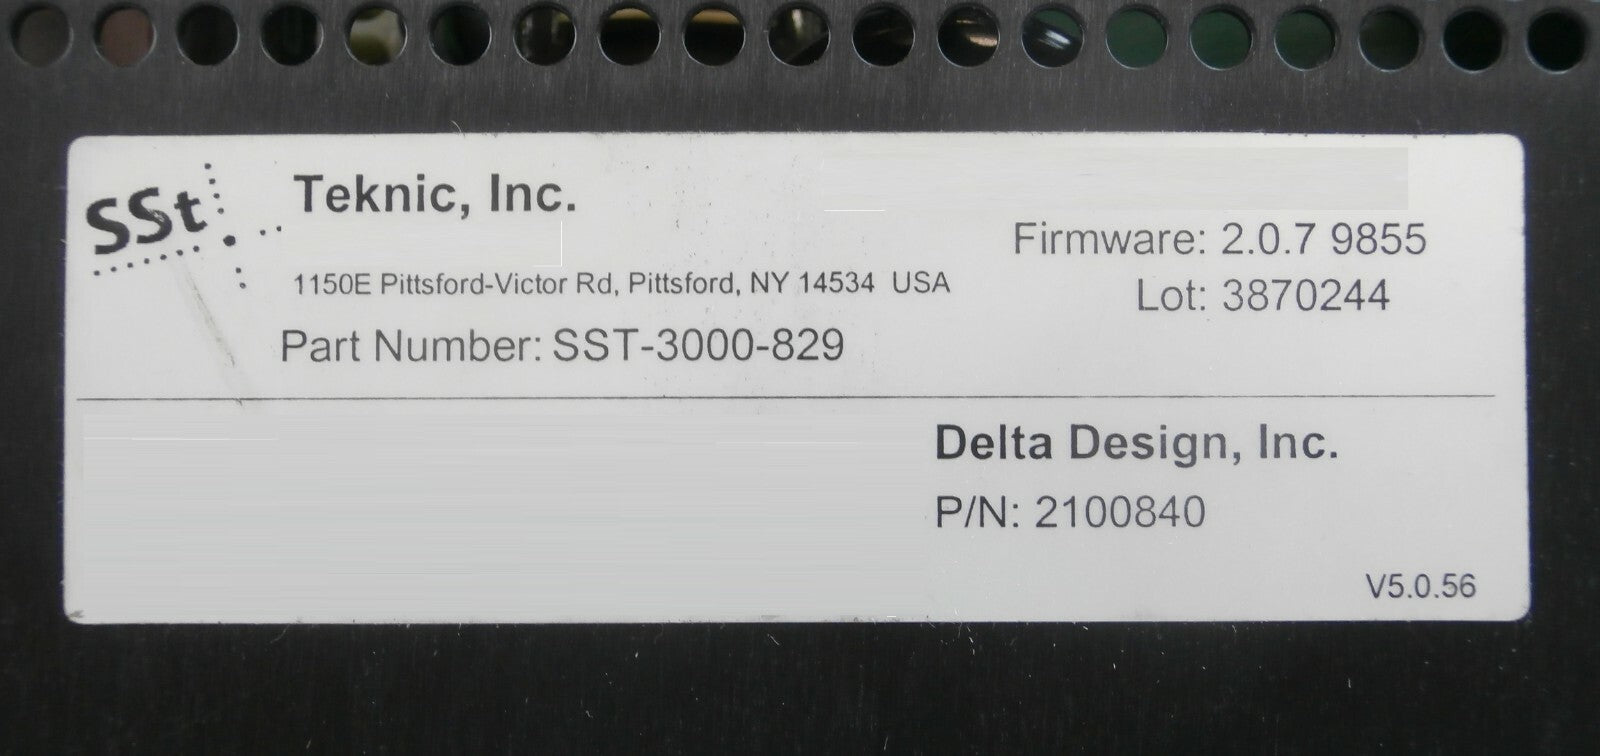 SSt
Teknic, Inc.
1150E Pittsford-Victor Rd, Pittsford, NY 14534 USA
Part Number: SST-3000-829
Firmware: 2.0.7 9855
Lot: 3870244
Delta Design, Inc.
P/N: 2100840
V5.0.56